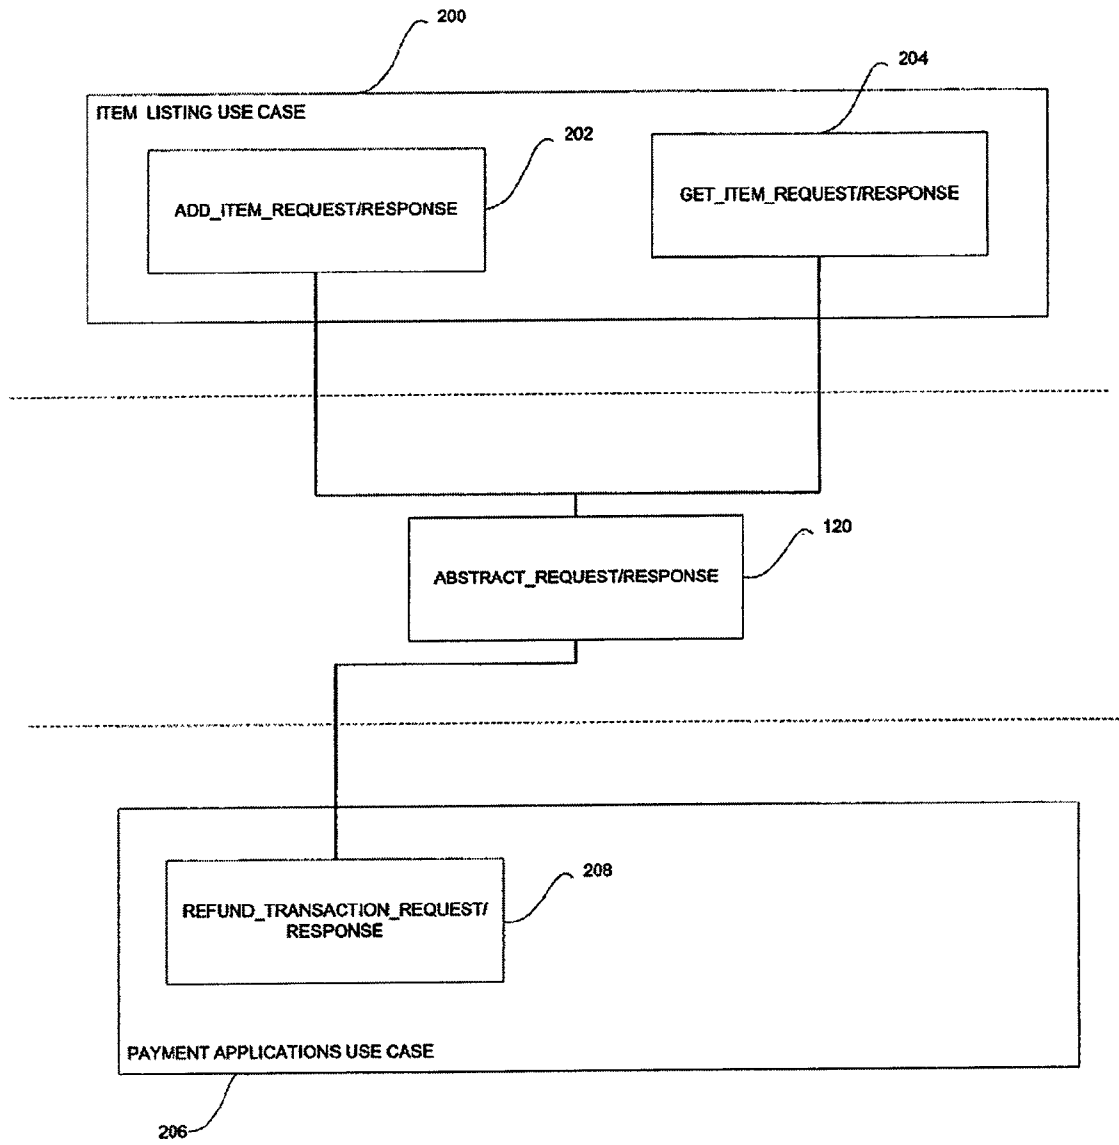 200
204
ITEM LISTING USE CASE
202
ADD_ITEM_REQUEST/RESPONSE
GET_ITEM_REQUEST/RESPONSE
120
ABSTRACT_REQUEST/RESPONSE
208
REFUND_TRANSACTION_REQUEST/
RESPONSE
PAYMENT APPLICATIONS USE CASE
206